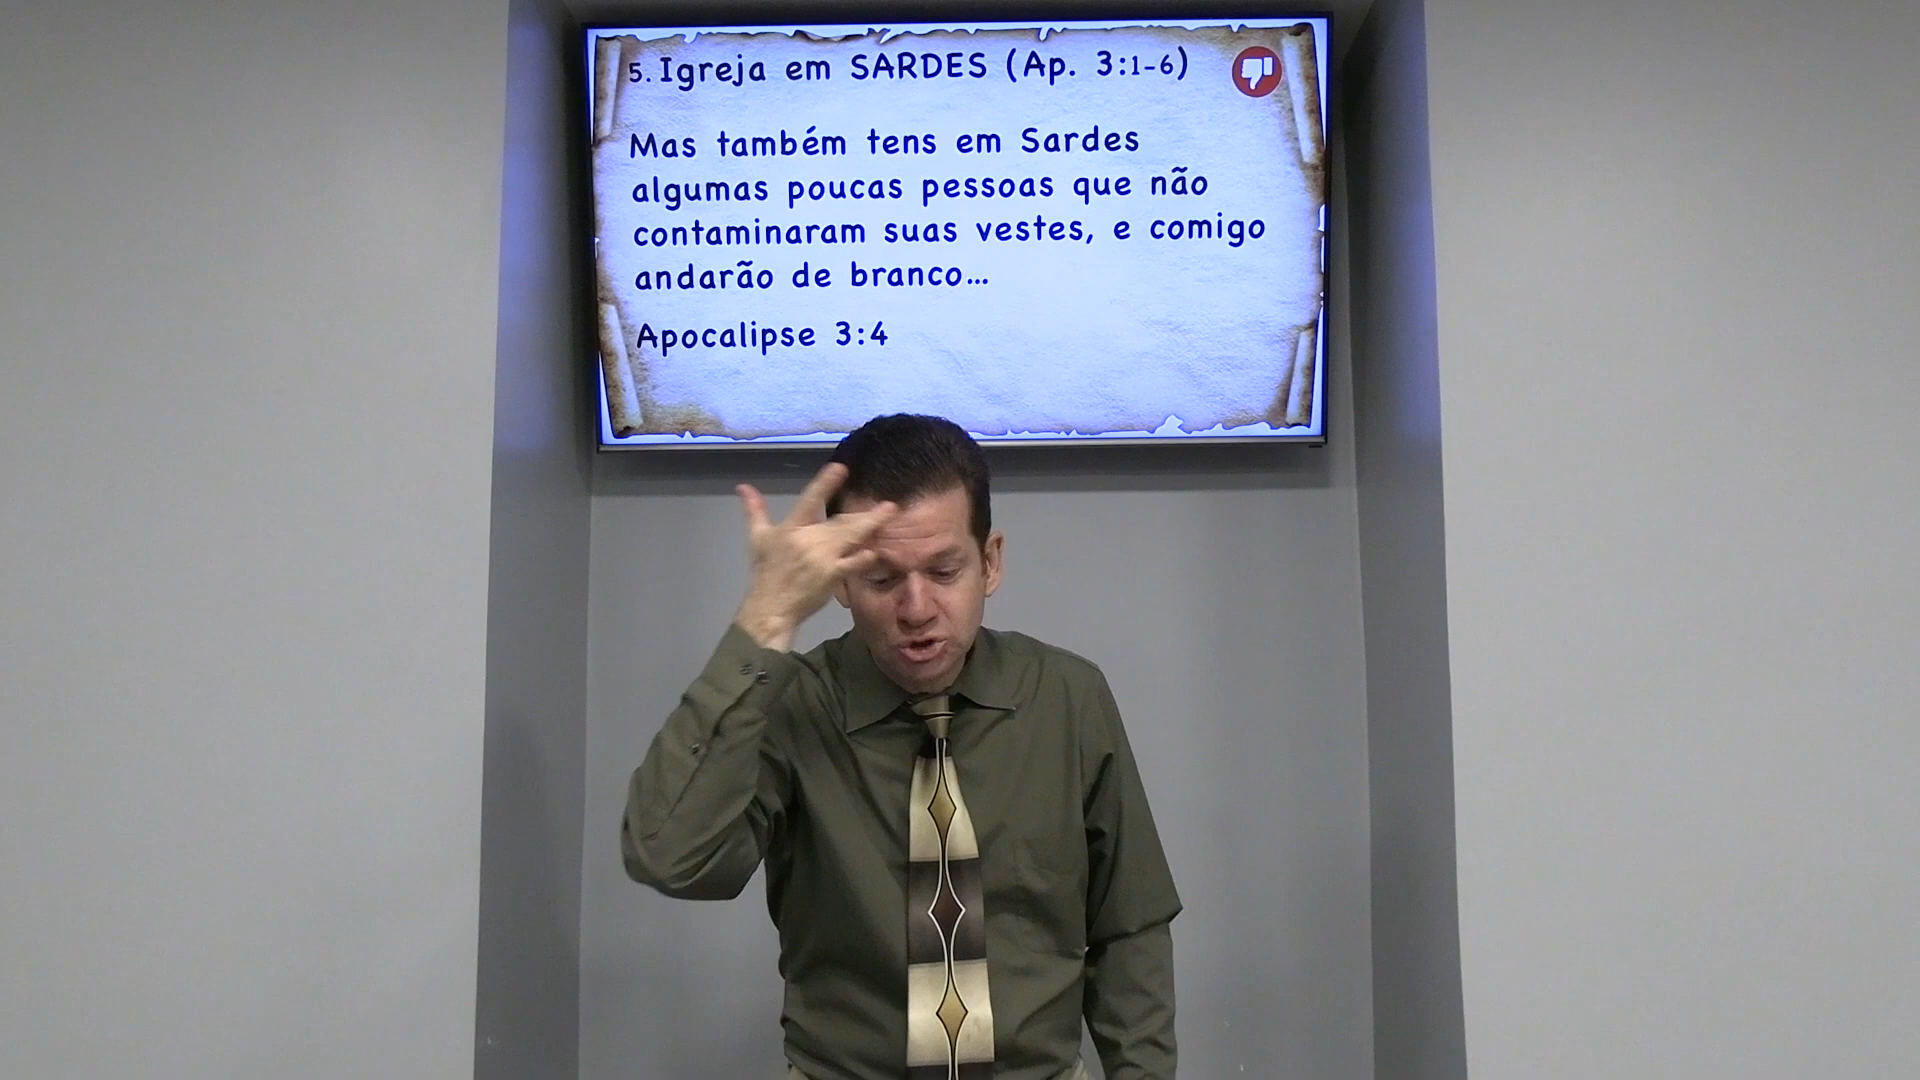 5. Igreja em SARDES (Ap. 3:1-6)
Mas também tens em Sardes
algumas poucas pessoas que não
contaminaram suas vestes, e comigo
andarão de branco...
Apocalipse 3:4